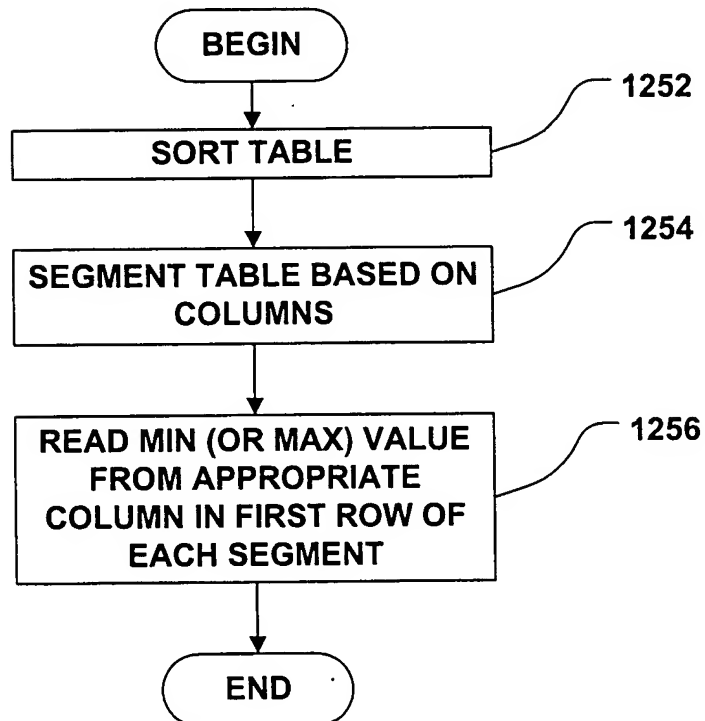 BEGIN
1252
SORT TABLE
1254
SEGMENT TABLE BASED ON
COLUMNS
1256
READ MIN (OR MAX) VALUE
FROM APPROPRIATE
COLUMN IN FIRST ROW OF
EACH SEGMENT
END